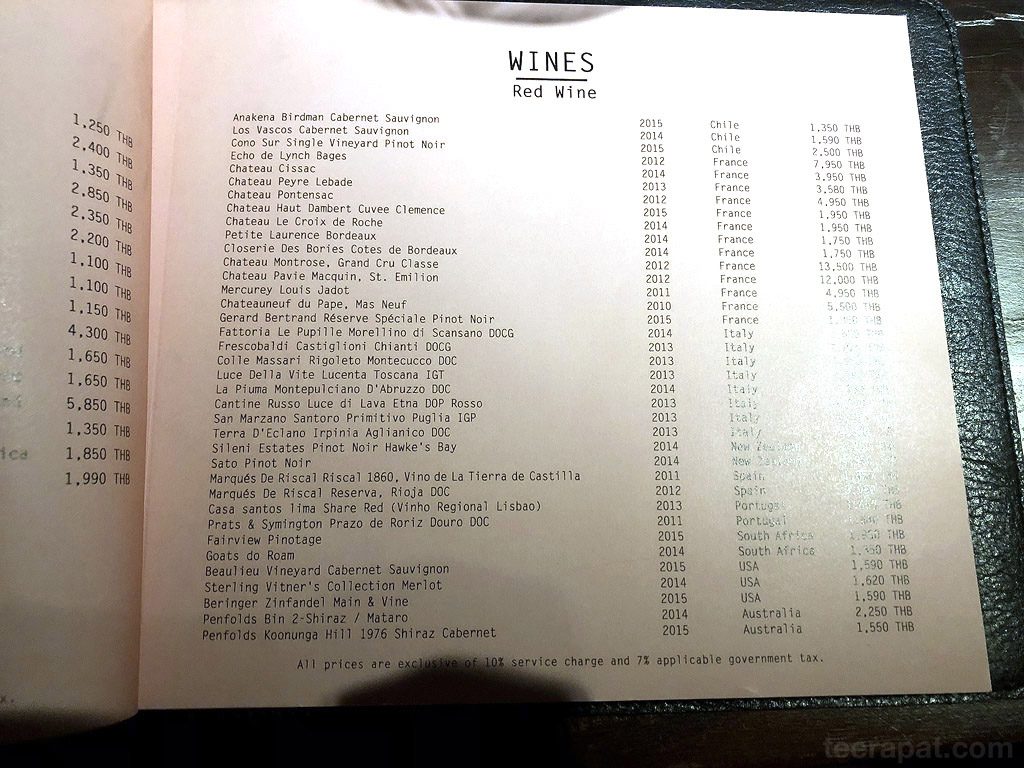 1,250 THB
2,400 THB
1,350 THB
2,850 THB
2,350 THB
2,200 THB
1,100 THB
1,100 THB
1,150 THB
4,300 THB
1,650 THB
1,650 THB
5,850 THB
1,350 THB
1,850 THB
1,990 THB
WINES
Red Wine
Anakena Birdman Cabernet Sauvignon 2015 Chile 1,350 THB
Los Vascos Cabernet Sauvignon 2014 Chile 1,590 THB
Cono Sur Single Vineyard Pinot Noir 2015 Chile 2,500 THB
Echo de Lynch Bages 2012 France 7,950 THB
Chateau Cissac 2014 France 3,950 THB
Chateau Peyre Lebade 2013 France 3,580 THB
Chateau Pontensac 2012 France 4,950 THB
Chateau Haut Dambert Cuvee Clemence 2015 France 1,950 THB
Chateau Le Croix de Roche 2014 France 1,950 THB
Petite Laurence Bordeaux 2014 France 1,750 THB
Closerie Des Bories Cotes de Bordeaux 2014 France 1,750 THB
Chateau Montrose, Grand Cru Classe 2012 France 13,500 THB
Chateau Pavie Macquin, St. Emilion 2012 France 12,000 THB
Mercurey Louis Jadot 2011 France 4,950 THB
Chateauneuf du Pape, Mas Neuf 2010 France 5,500 THB
Gerard Bertrand Réserve Spéciale Pinot Noir 2015 France THB
Fattoria Le Pupille Morellino di Scansano DOCG 2014 Italy
Frescobaldi Castiglioni Chianti DOCG 2013 Italy
Colle Massari Rigoleto Montecucco DOC 2013 Italy
Luce Della Vite Lucenta Toscana IGT 2013 Italy
La Piuma Montepulciano D'Abruzzo DOC 2014 Italy
Cantine Russo Luce di Lava Etna DOP Rosso 2013 Italy
San Marzano Santoro Primitivo Puglia IGP 2013 Italy
Terra D'Eclano Irpinia Aglianico DOC 2013 Italy
Sileni Estates Pinot Noir Hawke's Bay 2014 New Zealand
Sato Pinot Noir 2014 New Zealand
Marqués De Riscal Riscal 1860, Vino de La Tierra de Castilla 2011 Spain
Marqués De Riscal Reserva, Rioja DOC 2012 Spain
Casa santos lima Share Red (Vinho Regional Lisbao) 2013 Portugal
Prats & Symington Prazo de Roriz Douro DOC 2011 Portugal THB
Fairview Pinotage 2015 South Africa THB
Goats do Roam 2014 South Africa THB
Beaulieu Vineyard Cabernet Sauvignon 2015 USA 1,590 THB
Sterling Vitner's Collection Merlot 2014 USA 1,620 THB
Beringer Zinfandel Main & Vine 2015 USA 1,590 THB
Penfolds Bin 2-Shiraz / Mataro 2014 Australia 2,250 THB
Penfolds Koonunga Hill 1976 Shiraz Cabernet 2015 Australia 1,550 THB
All prices are exclusive of 10% service charge and 7% applicable government tax.
teerapat.com